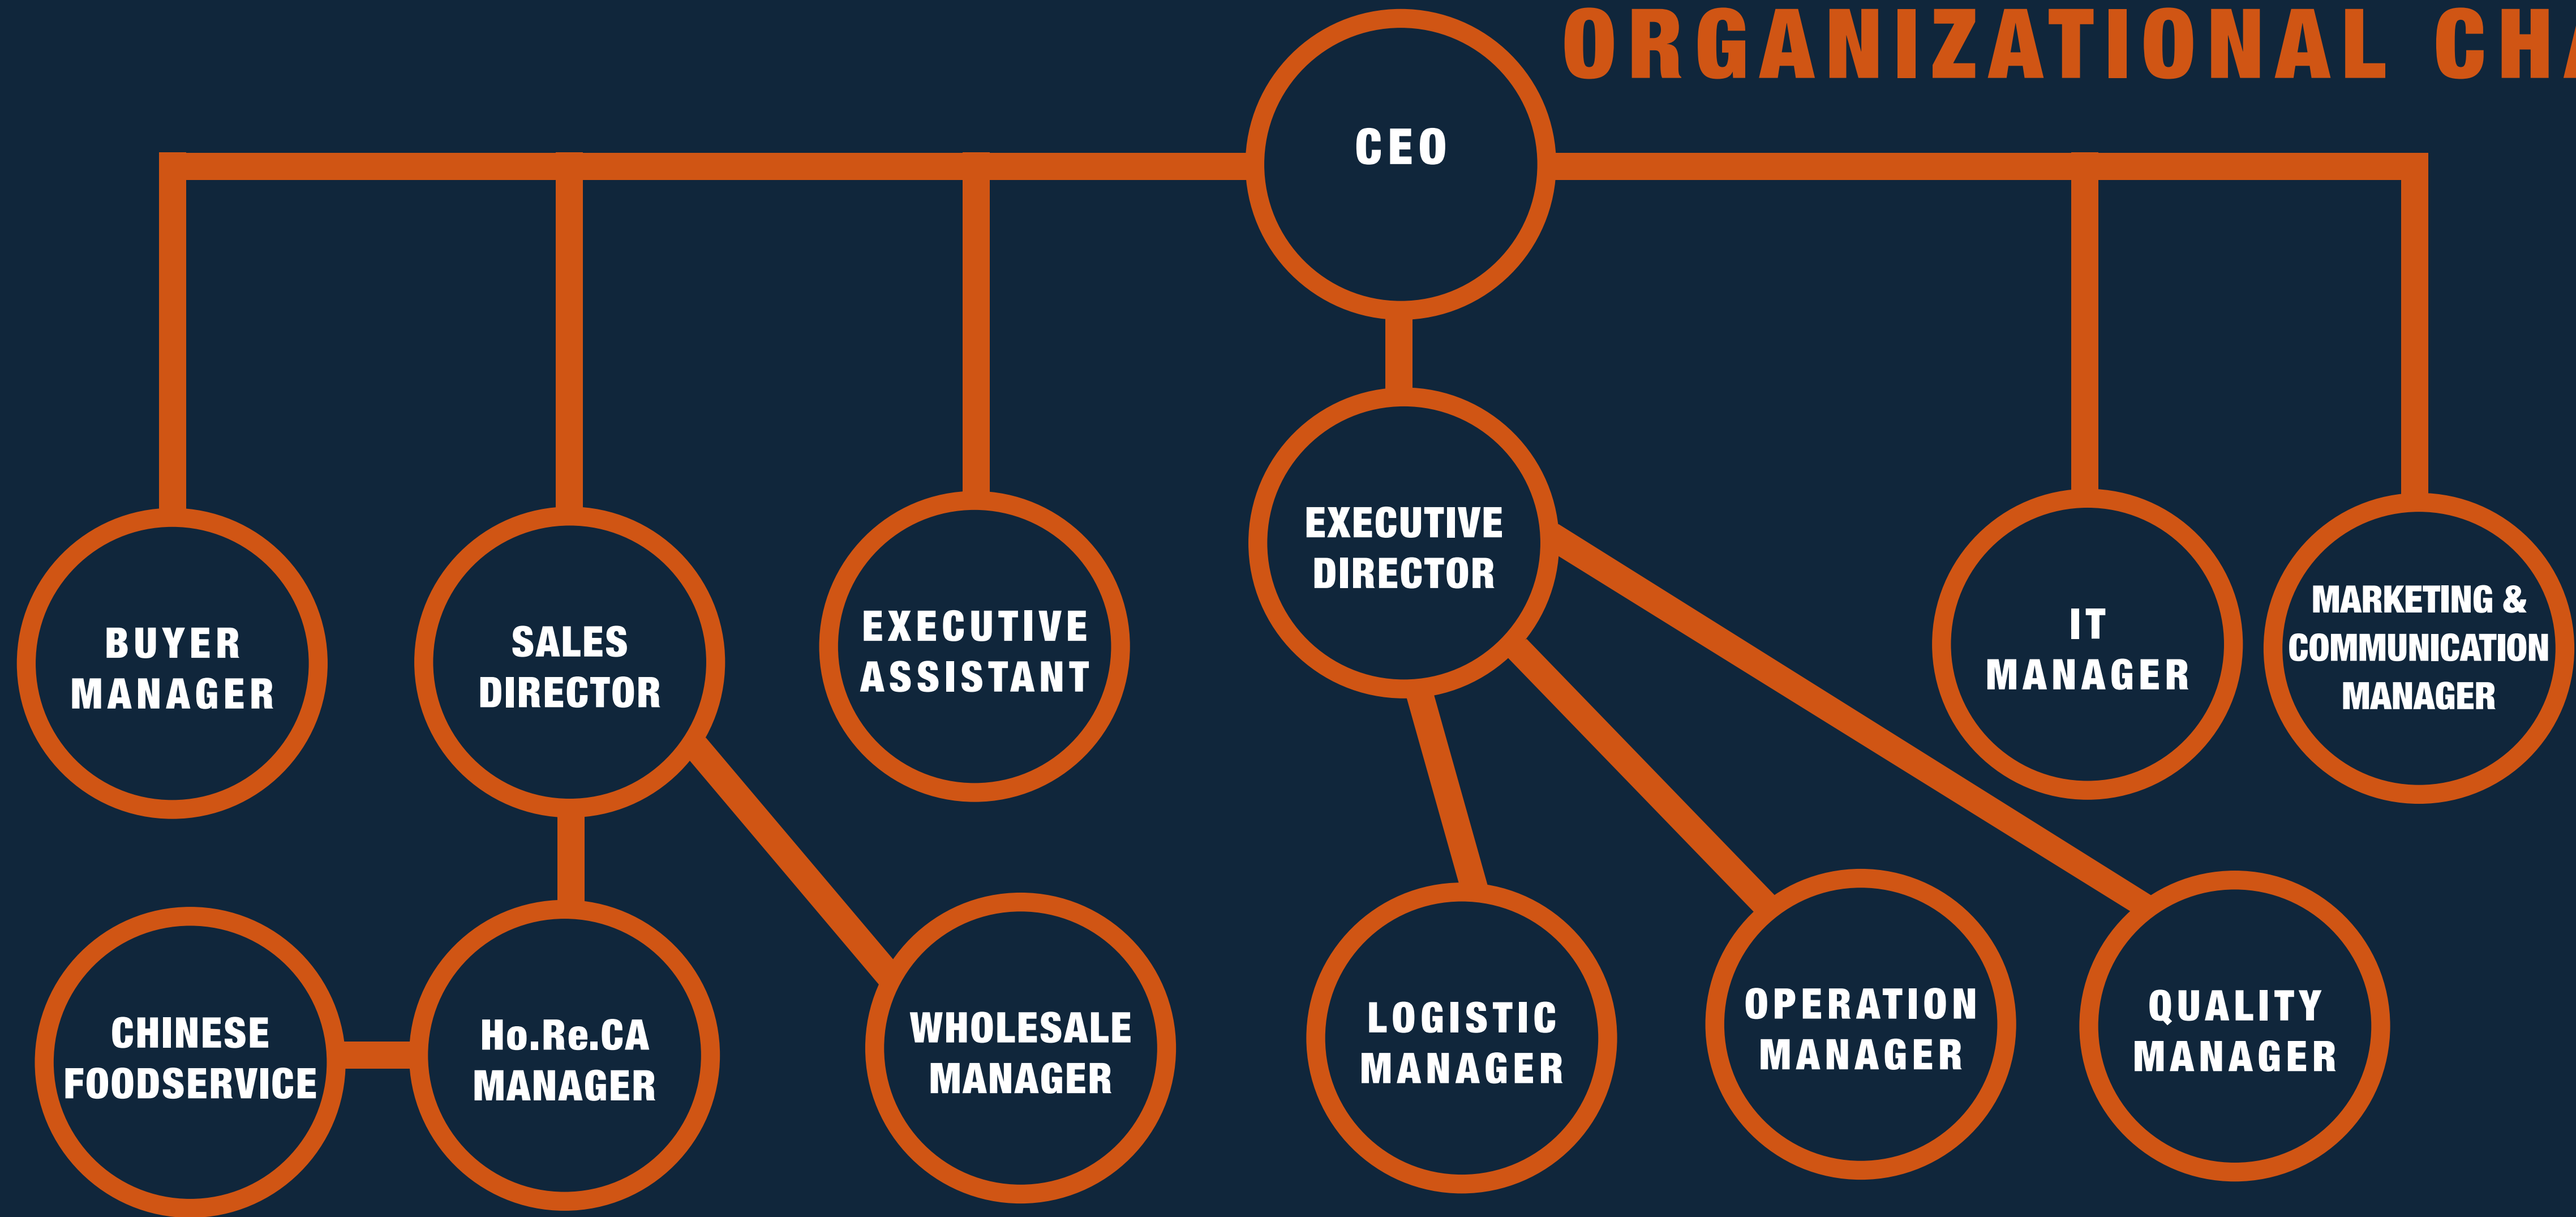 ORGANIZATIONAL CHA
CEO
EXECUTIVE
DIRECTOR
BUYER
MANAGER
SALES
DIRECTOR
EXECUTIVE
ASSISTANT
IT
MANAGER
MARKETING &
COMMUNICATION
MANAGER
CHINESE
FOODSERVICE
Ho.Re.CA
MANAGER
WHOLESALE
MANAGER
LOGISTIC
MANAGER
OPERATION
MANAGER
QUALITY
MANAGER